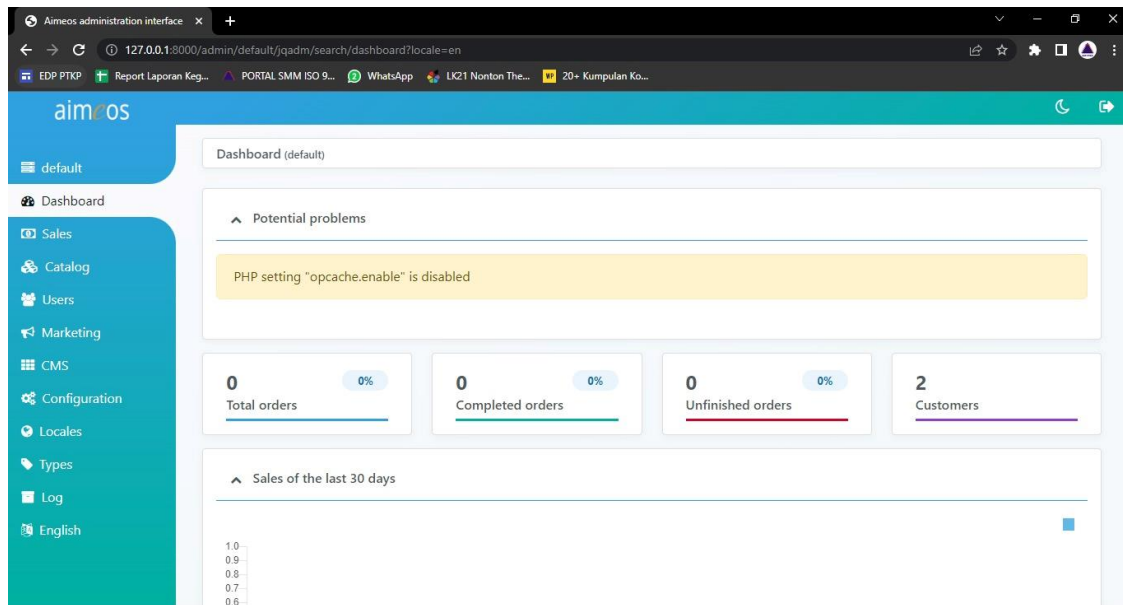 Aimeos administration interface
127.0.0.1:8000/admin/default/jqadm/search/dashboard?locale=en
EDP PTKP Report Laporan Keg... PORTAL SMM ISO 9... WhatsApp LK21 Nonton The... WP 20+ Kumpulan Ko...
aimeos
default
Dashboard
Sales
Catalog
Users
Marketing
CMS
Configuration
Locales
Types
Log
English
Dashboard (default)
Potential problems
PHP setting "opcache.enable" is disabled
0 0%
Total orders
0 0%
Completed orders
0 0%
Unfinished orders
2
Customers
Sales of the last 30 days
1.0
0.9
0.8
0.7
0.6